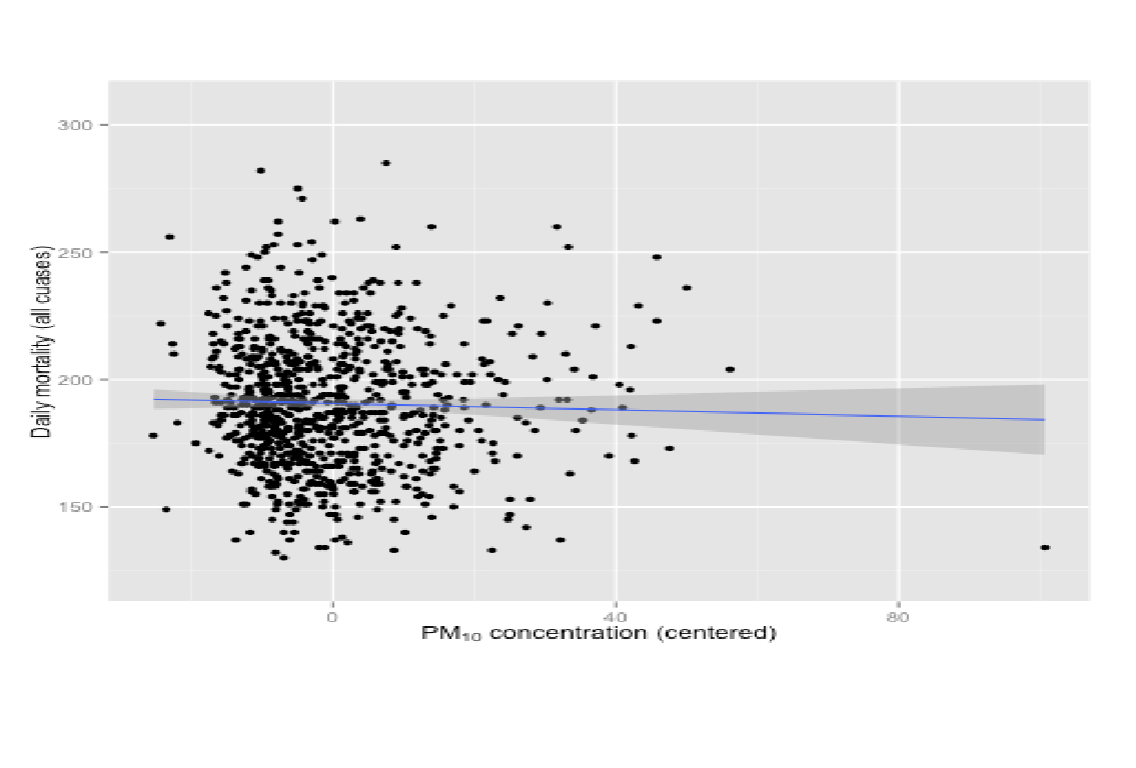 300
250
200
150
Daily mortality (all cuases)
0 40 80
PM₁₀ concentration (centered)